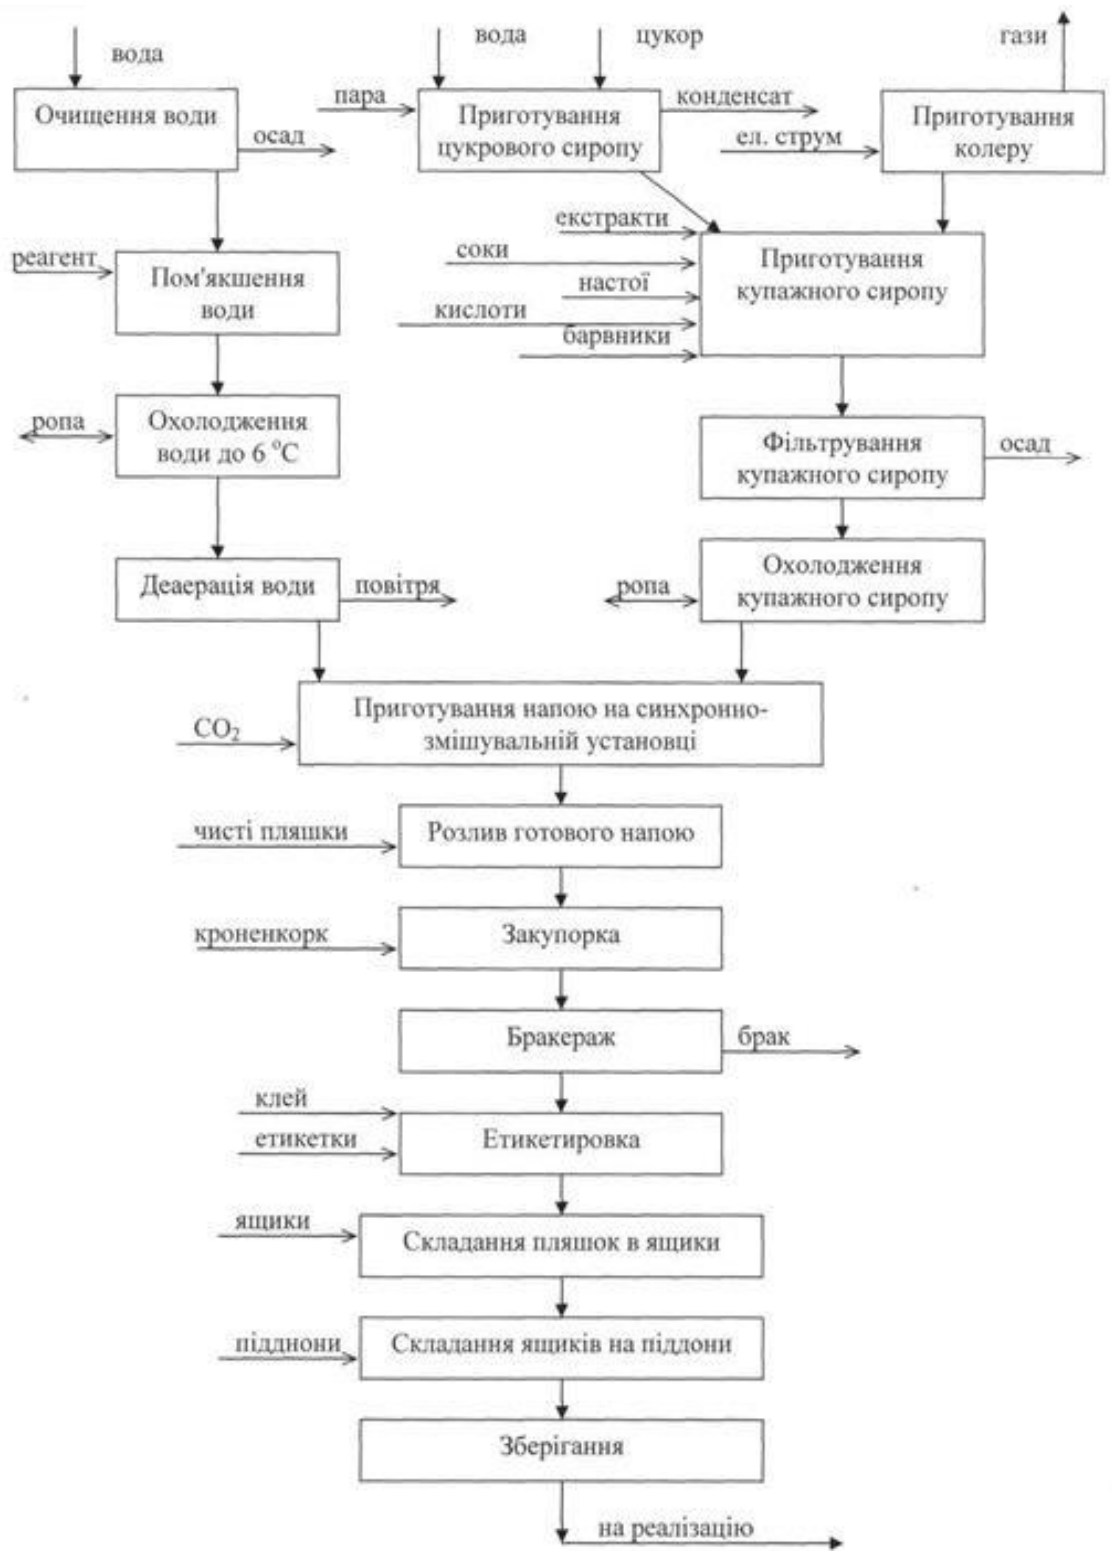 вода
вода
цукор
гази
Очищення води
осад
пара
Приготування
цукрового сиропу
конденсат
ел. струм
Приготування
колеру
реагент
Пом'якшення
води
екстракти
соки
настої
кислоти
барвники
Приготування
купажного сиропу
ропа
Охолодження
води до 6 °С
Фільтрування
купажного сиропу
осад
Деаерація води
повітря
ропа
Охолодження
купажного сиропу
CO₂
Приготування напою на синхронно-
змішувальній установці
чисті пляшки
Розлив готового напою
кроненкорк
Закупорка
Бракераж
брак
клей
етикетки
Етикетировка
ящики
Складання пляшок в ящики
підднони
Складання ящиків на піддони
Зберігання
на реалізацію